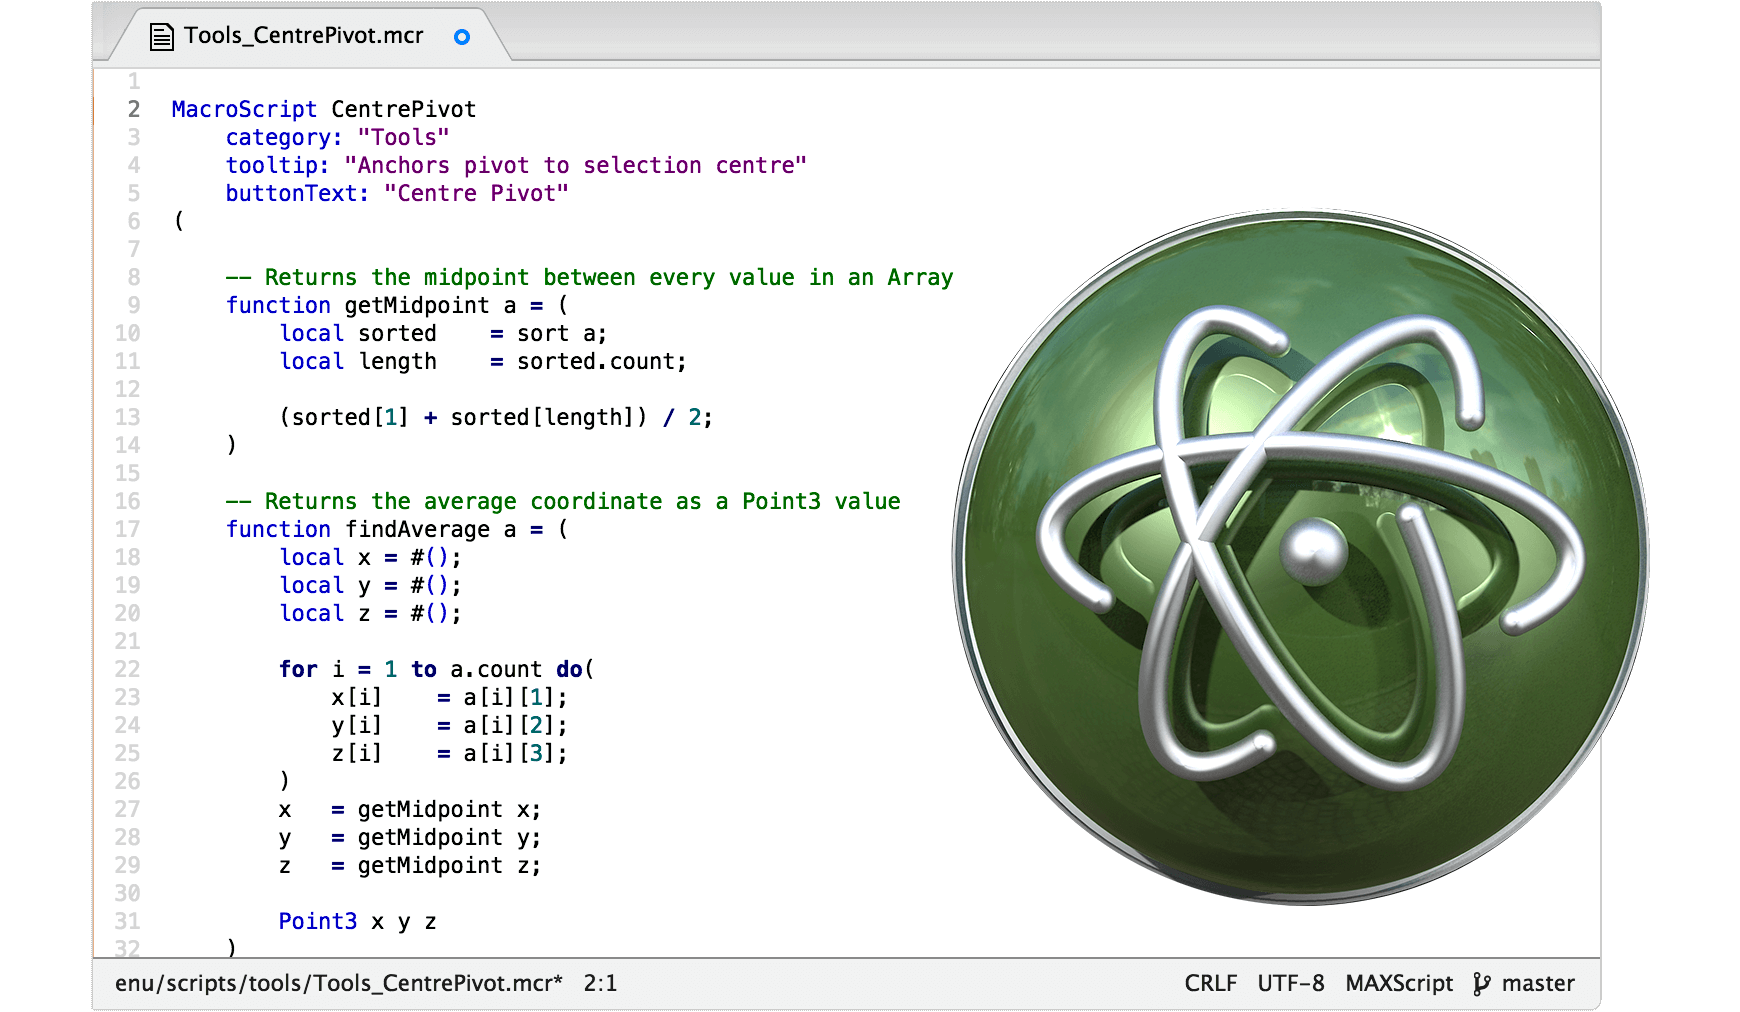 Tools_CentrePivot.mcr
1
2 MacroScript CentrePivot
3 category: "Tools"
4 tooltip: "Anchors pivot to selection centre"
5 buttonText: "Centre Pivot"
6 (
7
8 -- Returns the midpoint between every value in an Array
9 function getMidpoint a = (
10 local sorted    = sort a;
11 local length    = sorted.count;
12
13 (sorted[1] + sorted[length]) / 2;
14 )
15
16 -- Returns the average coordinate as a Point3 value
17 function findAverage a = (
18 local x = #();
19 local y = #();
20 local z = #();
21
22 for i = 1 to a.count do(
23 x[i]    = a[i][1];
24 y[i]    = a[i][2];
25 z[i]    = a[i][3];
26 )
27 x   = getMidpoint x;
28 y   = getMidpoint y;
29 z   = getMidpoint z;
30
31 Point3 x y z
32 )
enu/scripts/tools/Tools_CentrePivot.mcr* 2:1 CRLF UTF-8 MAXScript master